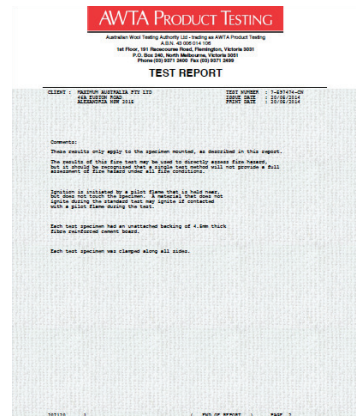 AWTA PRODUCT TESTING
Australian Wool Testing Authority Ltd - trading as AWTA Product Testing
A.B.N. 43 006 014 106
1st Floor, 191 Racecourse Road, Flemington, Victoria 3031
P.O. Box 240, North Melbourne, Victoria 3051
Phone (03) 9371 2400 Fax (03) 9371 2499
TEST REPORT
CLIENT : MAXIMUM AUSTRALIA PTY LTD TEST NUMBER : 7-597474-CN
44A HUSTON ROAD ISSUE DATE : 20/06/2014
ALEXANDRIA NSW 2015 PRINT DATE : 20/06/2014
Comments:
These results only apply to the specimen mounted, as described in this report.
The results of this fire test may be used to directly assess fire hazard,
but it should be recognised that a single test method will not provide a full
assessment of fire hazard under all fire conditions.
Ignition is initiated by a pilot flame that is held near,
but does not touch the specimen. A material that does not
ignite during the standard test may ignite if contacted
with a pilot flame during the test.
Each test specimen had an unattached backing of 4.5mm thick
fibre reinforced cement board.
Each test specimen was clamped along all sides.
END OF REPORT PAGE